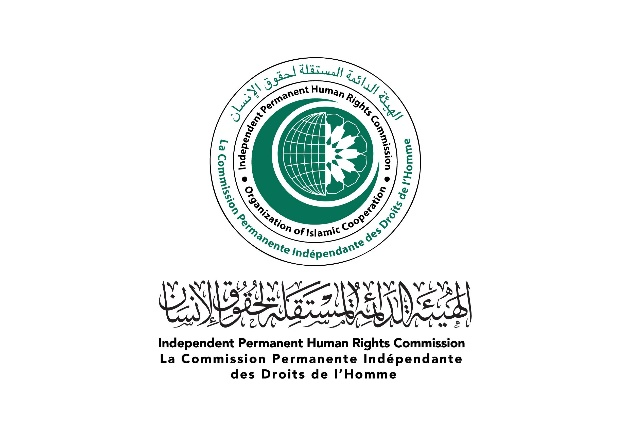 الهيئة الدائمة المستقلة لحقوق الإنسان
Independent Permanent Human Rights Commission
Organization of Islamic Cooperation
La Commission Permanente Indépendante des Droits de l'Homme
الهيئة الدائمة المستقلة لحقوق الإنسان
Independent Permanent Human Rights Commission
La Commission Permanente Indépendante
des Droits de l'Homme